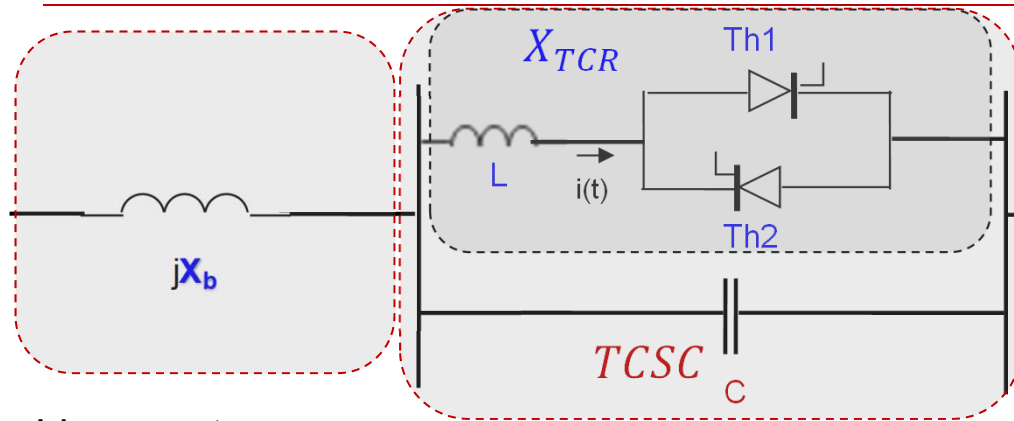 Th1
X_TCR
L
i(t)
Th2
jX_b
TCSC
C